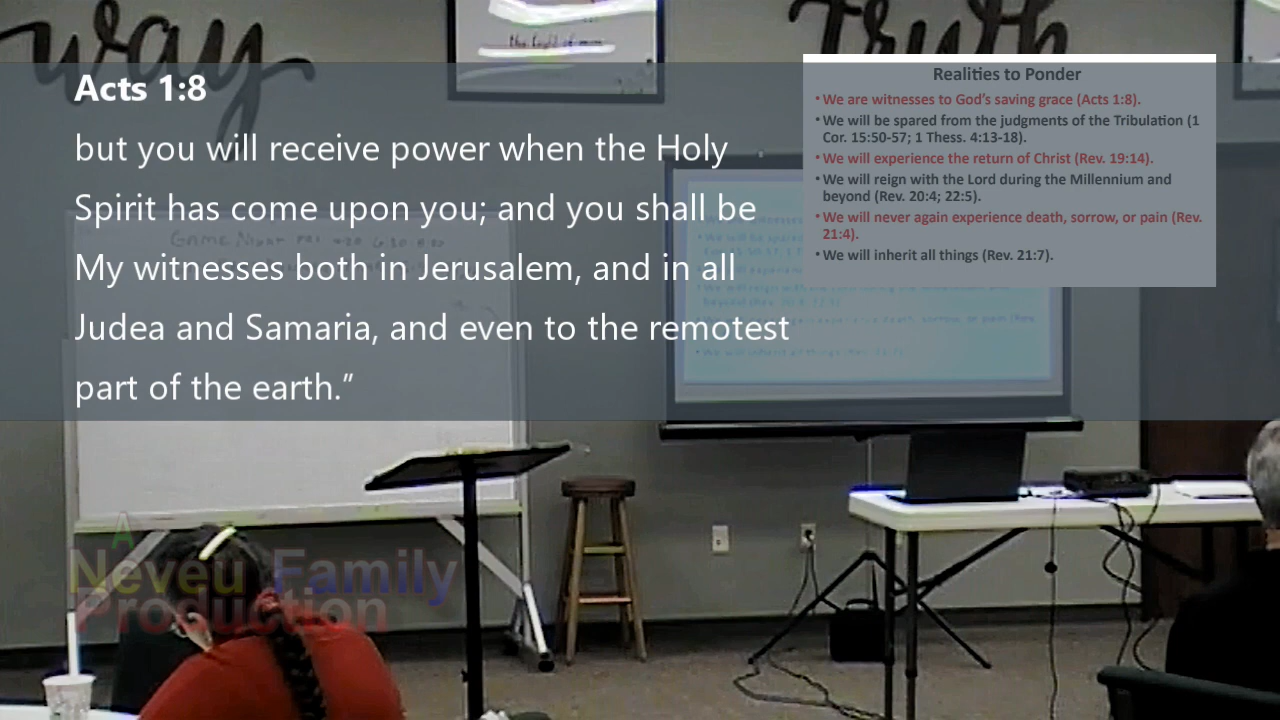 way
truth
the light of men
Acts 1:8
but you will receive power when the Holy
Spirit has come upon you; and you shall be
My witnesses both in Jerusalem, and in all
Judea and Samaria, and even to the remotest
part of the earth.”
Realities to Ponder
• We are witnesses to God’s saving grace (Acts 1:8).
• We will be spared from the judgments of the Tribulation (1
Cor. 15:50-57; 1 Thess. 4:13-18).
• We will experience the return of Christ (Rev. 19:14).
• We will reign with the Lord during the Millennium and
beyond (Rev. 20:4; 22:5).
• We will never again experience death, sorrow, or pain (Rev.
21:4).
• We will inherit all things (Rev. 21:7).
Game Night
A
Neveu Family
Production